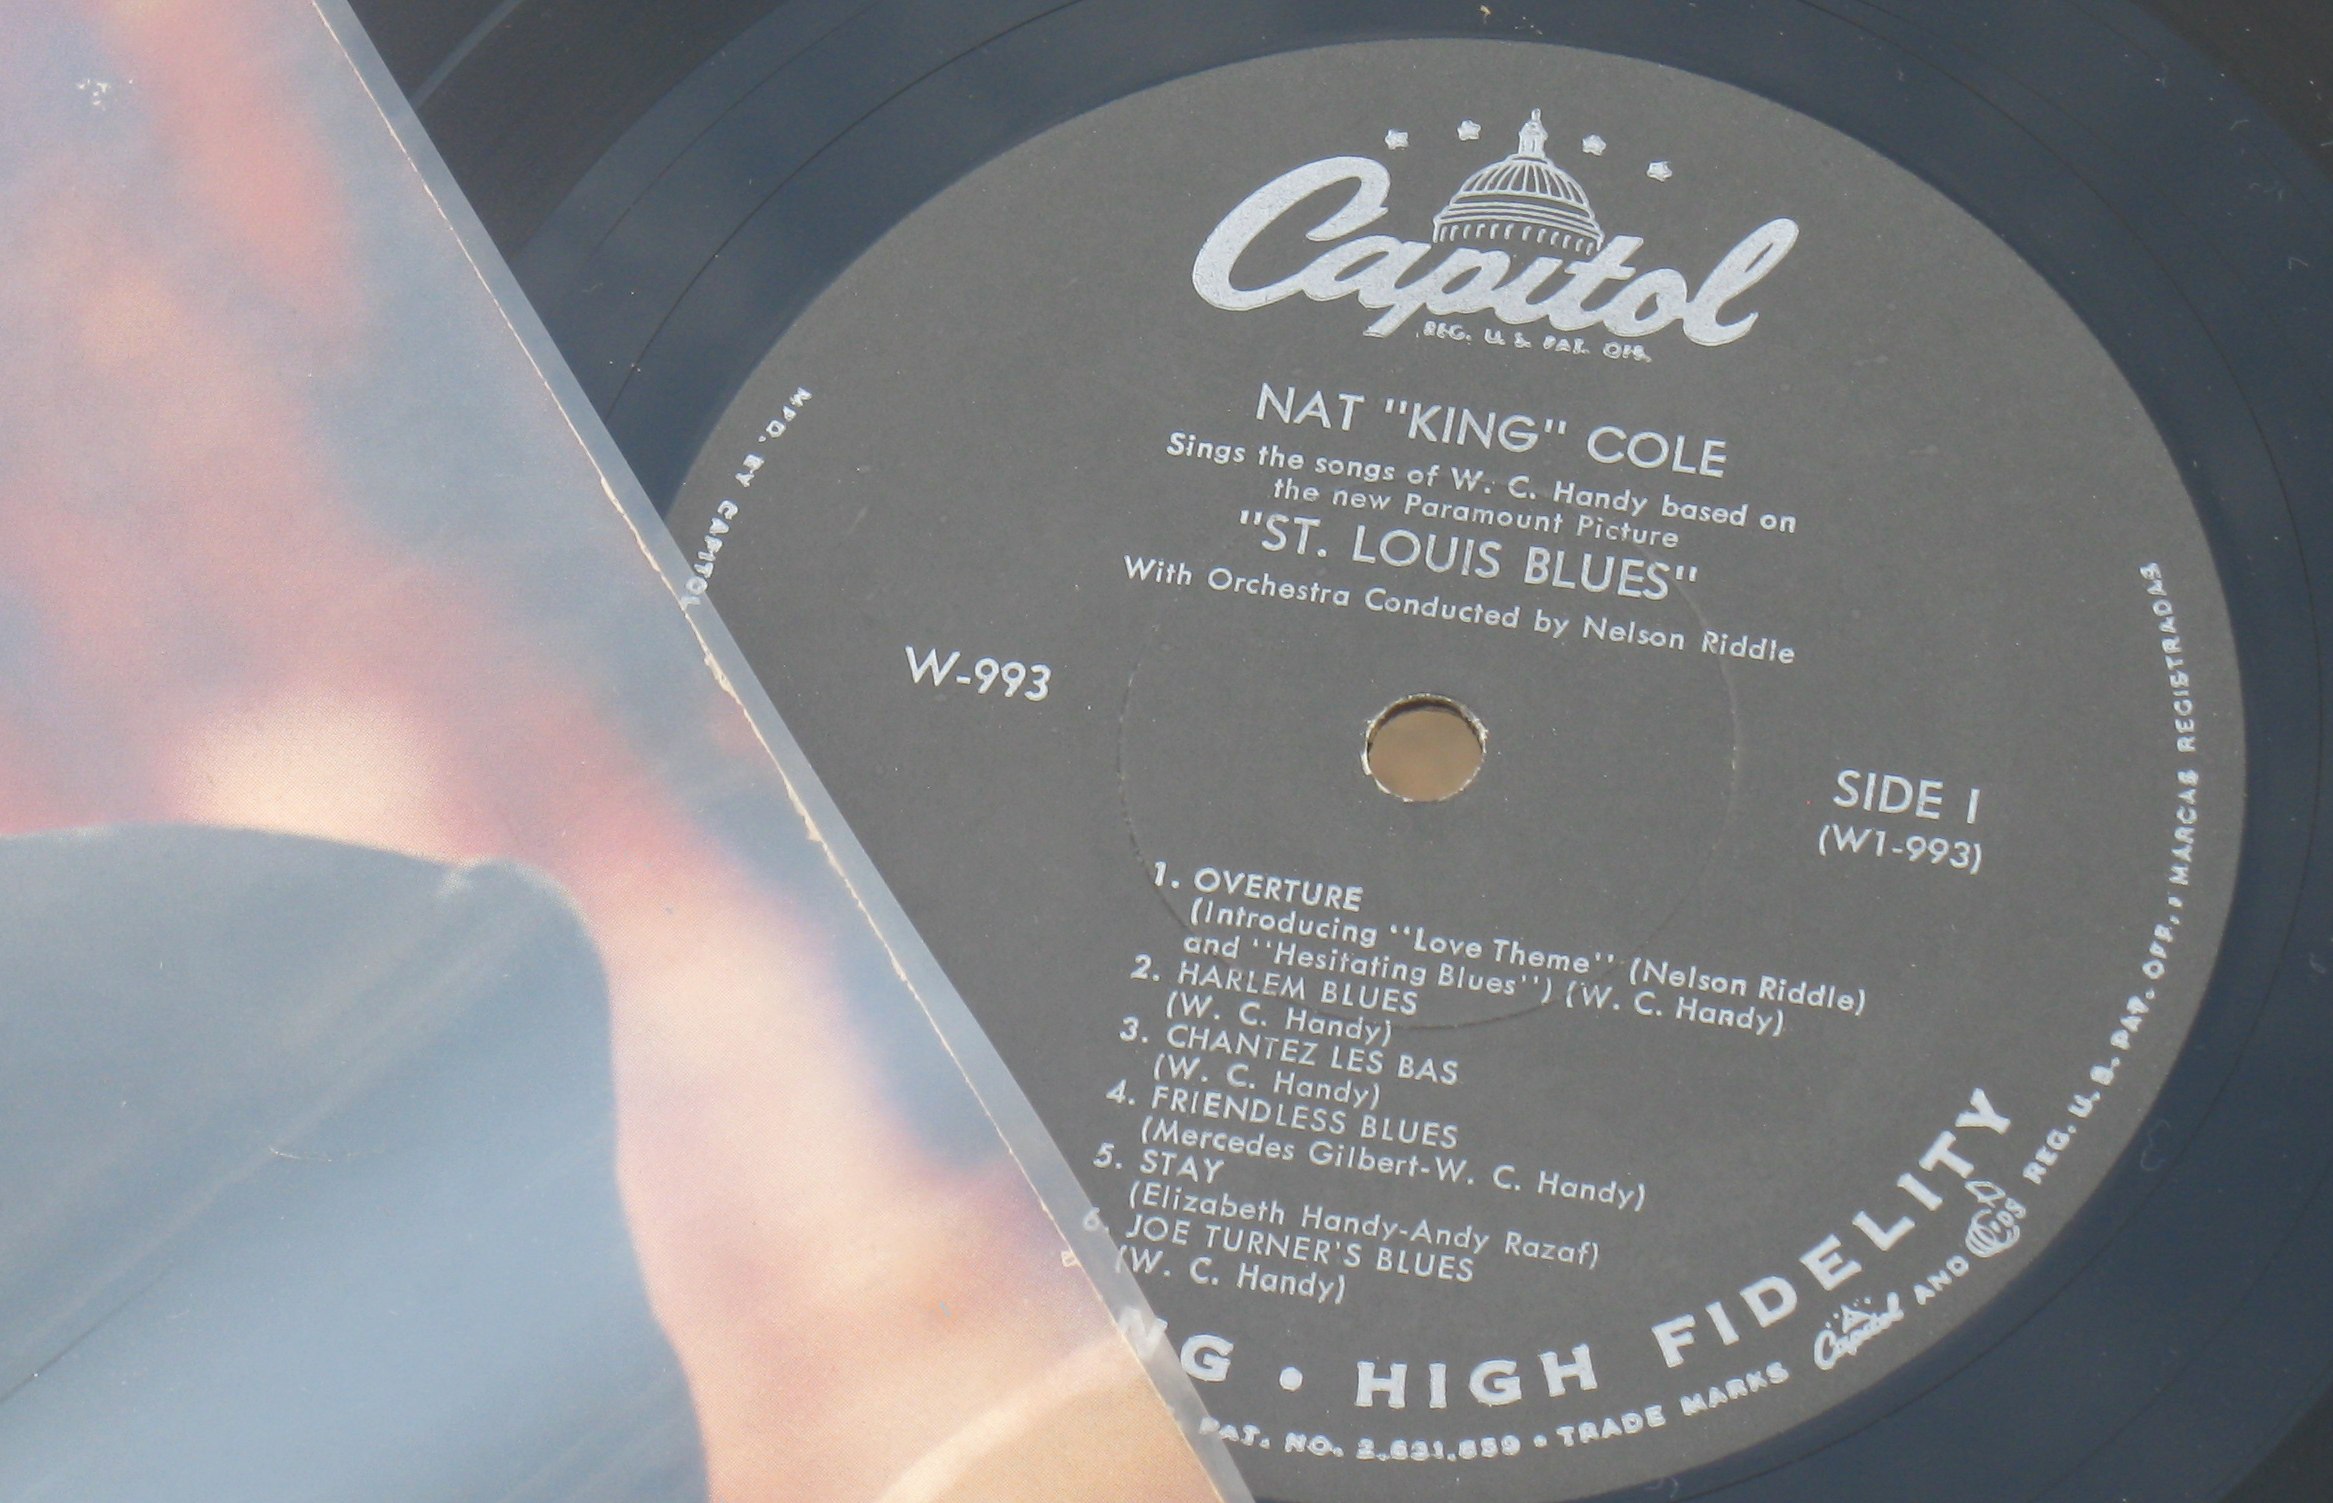 Capitol
REG. U. S. PAT. OFF.
NAT "KING" COLE
Sings the songs of W. C. Handy based on
the new Paramount Picture
"ST. LOUIS BLUES"
With Orchestra Conducted by Nelson Riddle
W-993
SIDE 1
(W1-993)
1. OVERTURE
(Introducing "Love Theme" (Nelson Riddle)
and "Hesitating Blues") (W. C. Handy)
2. HARLEM BLUES
(W. C. Handy)
3. CHANTEZ LES BAS
(W. C. Handy)
4. FRIENDLESS BLUES
(Mercedes Gilbert-W. C. Handy)
5. STAY
(Elizabeth Handy-Andy Razaf)
6. JOE TURNER'S BLUES
(W. C. Handy)
NG • HIGH FIDELITY
MFD. BY CAPITOL
PAT. NO. 2,631,859 • TRADE MARKS Capitol AND REG. U. S. PAT. OFF. • MARCAS REGISTRADAS